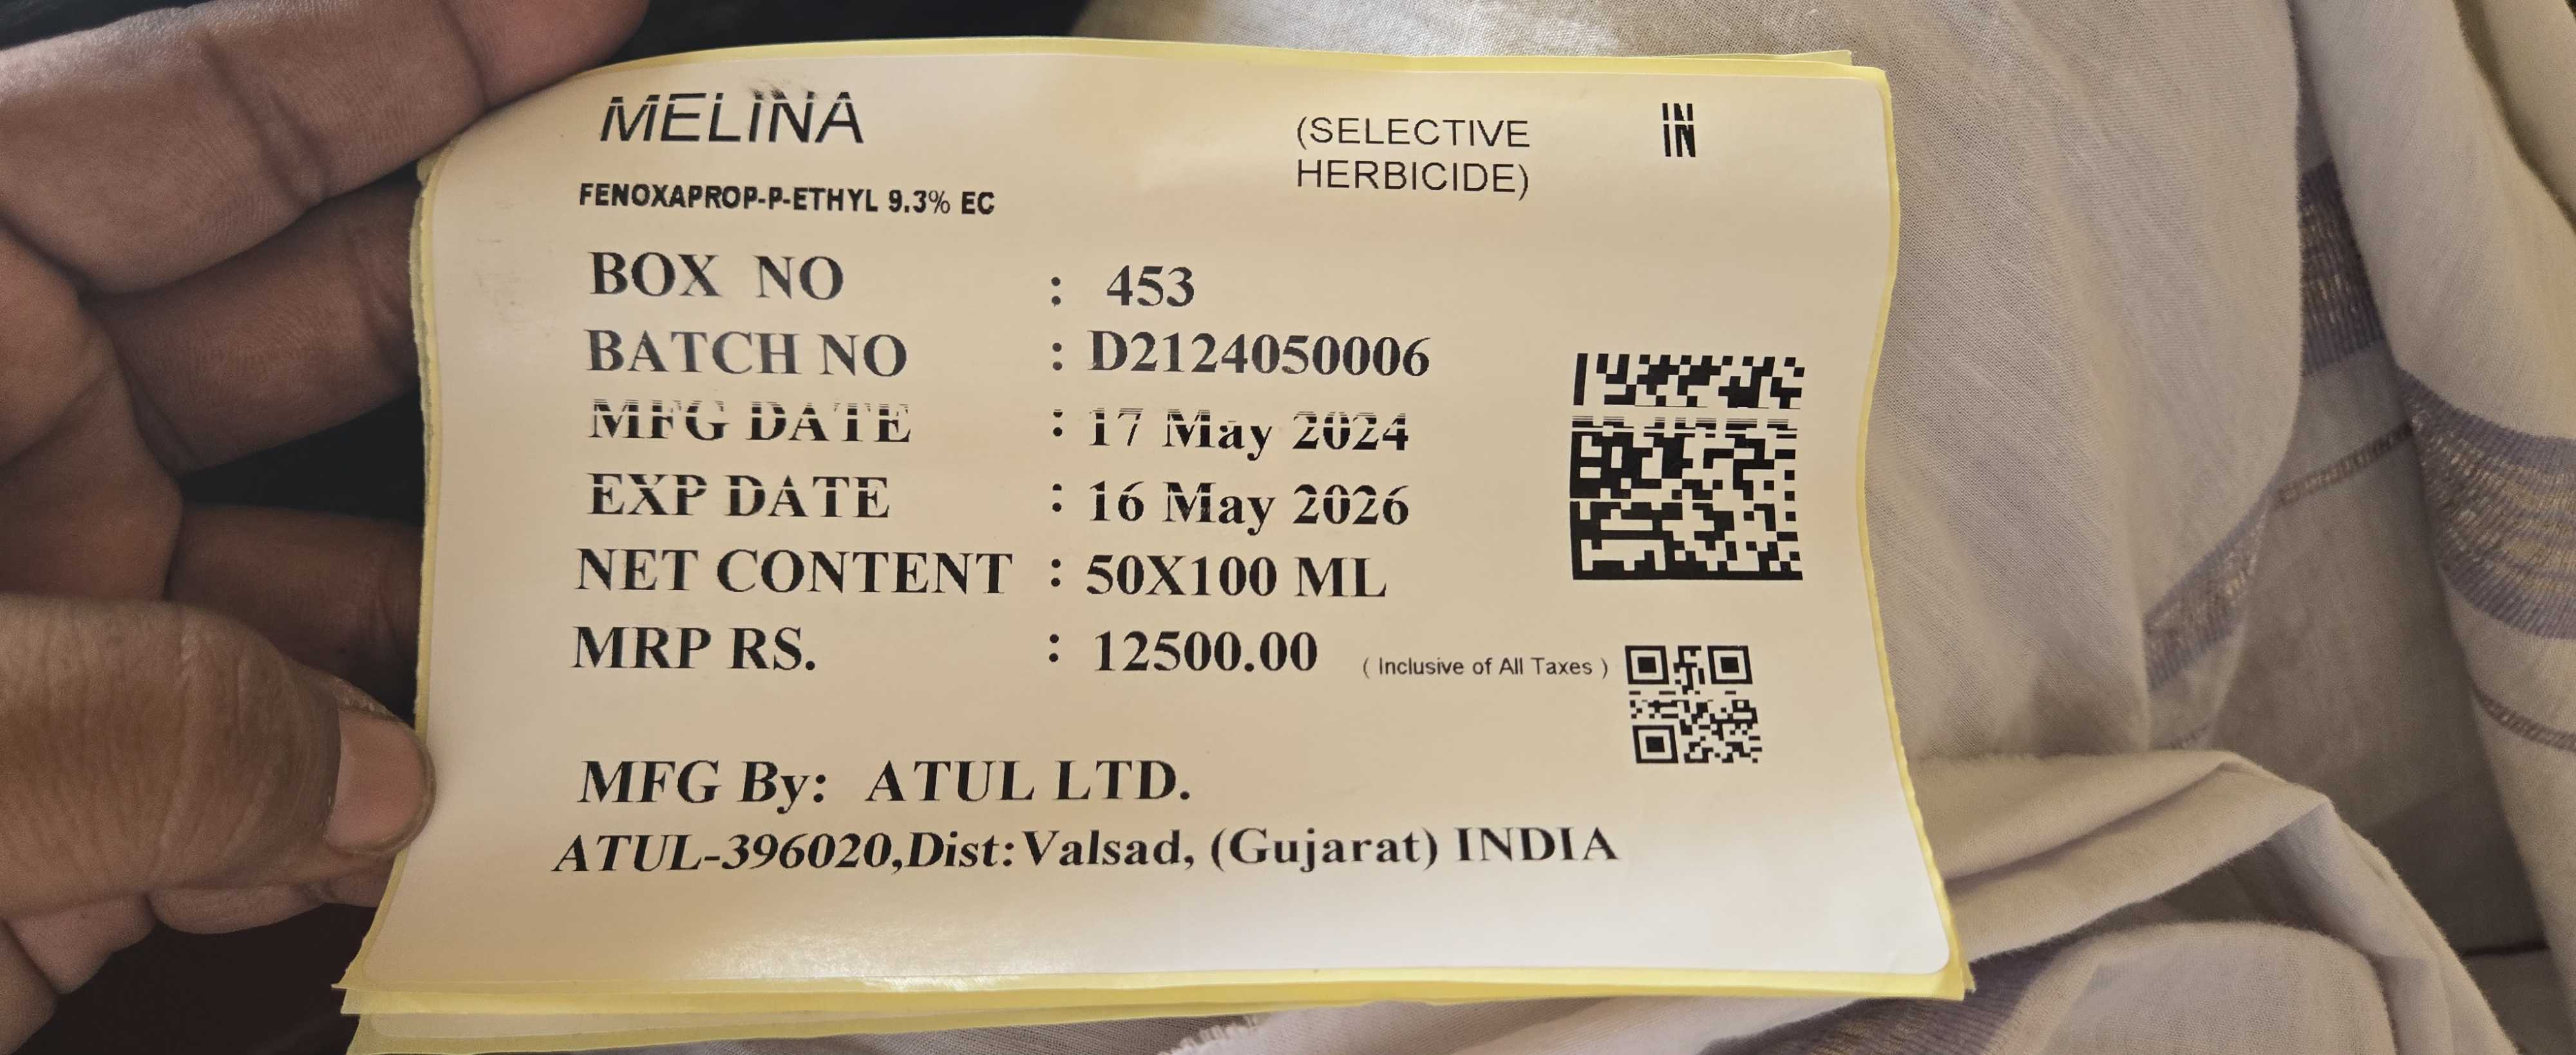 MELINA
(SELECTIVE
HERBICIDE)
IN
FENOXAPROP-P-ETHYL 9.3% EC
BOX NO : 453
BATCH NO : D2124050006
MFG DATE : 17 May 2024
EXP DATE : 16 May 2026
NET CONTENT : 50X100 ML
MRP RS. : 12500.00 ( Inclusive of All Taxes )
MFG By: ATUL LTD.
ATUL-396020,Dist:Valsad, (Gujarat) INDIA